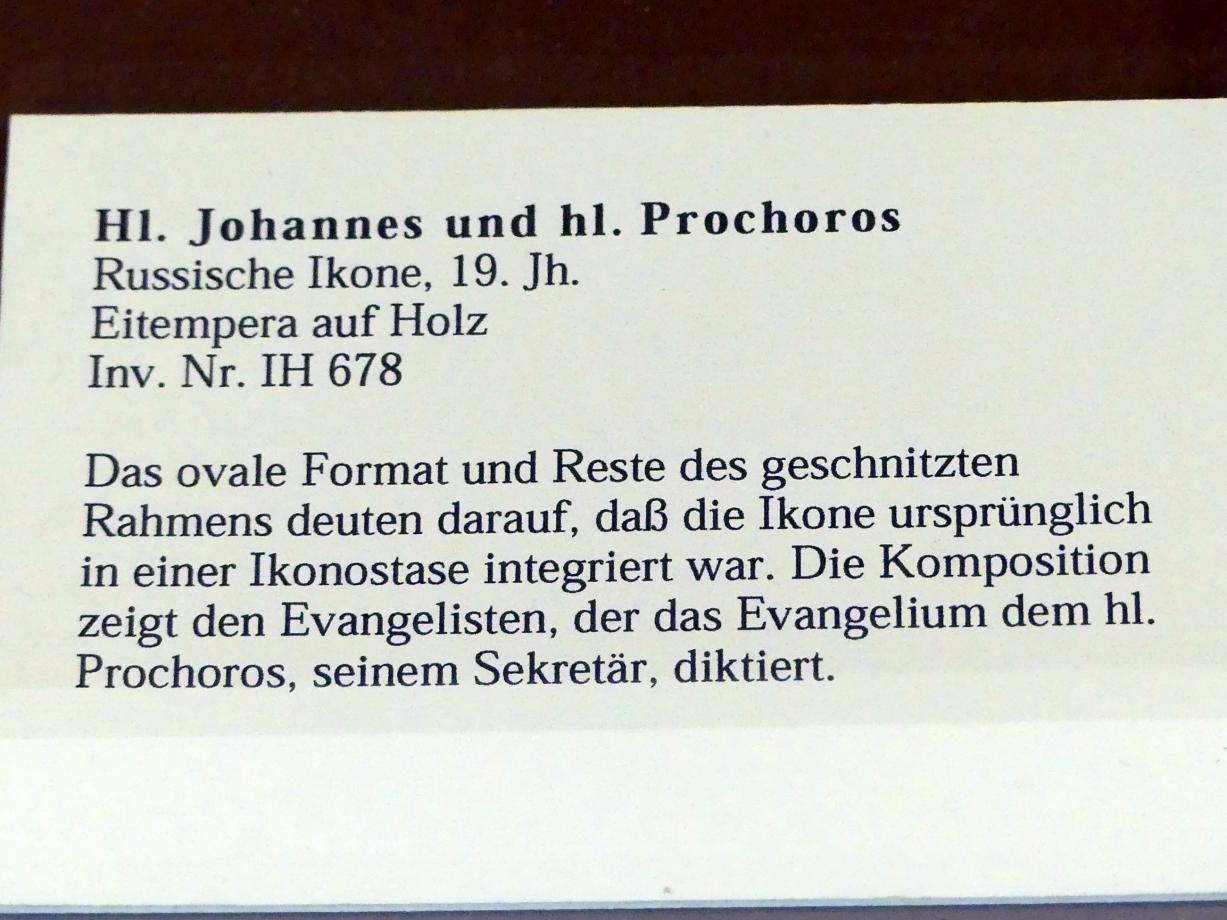 Hl. Johannes und hl. Prochoros
Russische Ikone, 19. Jh.
Eitempera auf Holz
Inv. Nr. IH 678
Das ovale Format und Reste des geschnitzten
Rahmens deuten darauf, daß die Ikone ursprünglich
in einer Ikonostase integriert war. Die Komposition
zeigt den Evangelisten, der das Evangelium dem hl.
Prochoros, seinem Sekretär, diktiert.